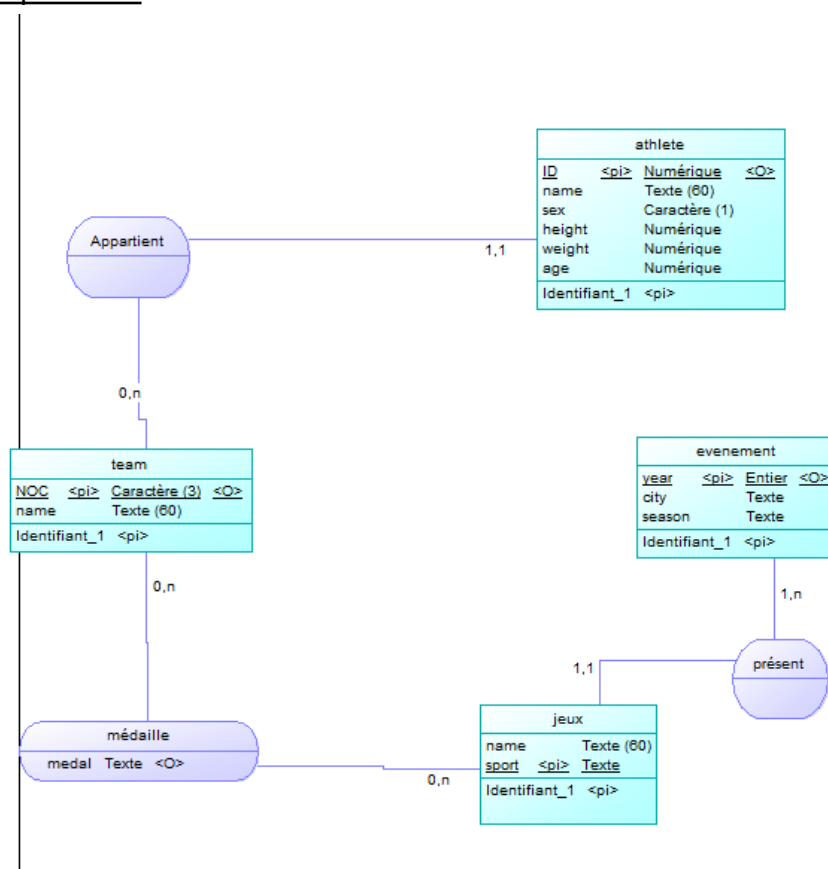 athlete
ID <pi> Numérique <O>
name Texte (60)
sex Caractère (1)
height Numérique
weight Numérique
age Numérique
Identifiant_1 <pi>
Appartient
1,1
0,n
team
NOC <pi> Caractère (3) <O>
name Texte (60)
Identifiant_1 <pi>
evenement
year <pi> Entier <O>
city Texte
season Texte
Identifiant_1 <pi>
0,n
1,n
présent
1,1
jeux
name Texte (60)
sport <pi> Texte
Identifiant_1 <pi>
médaille
medal Texte <O>
0,n